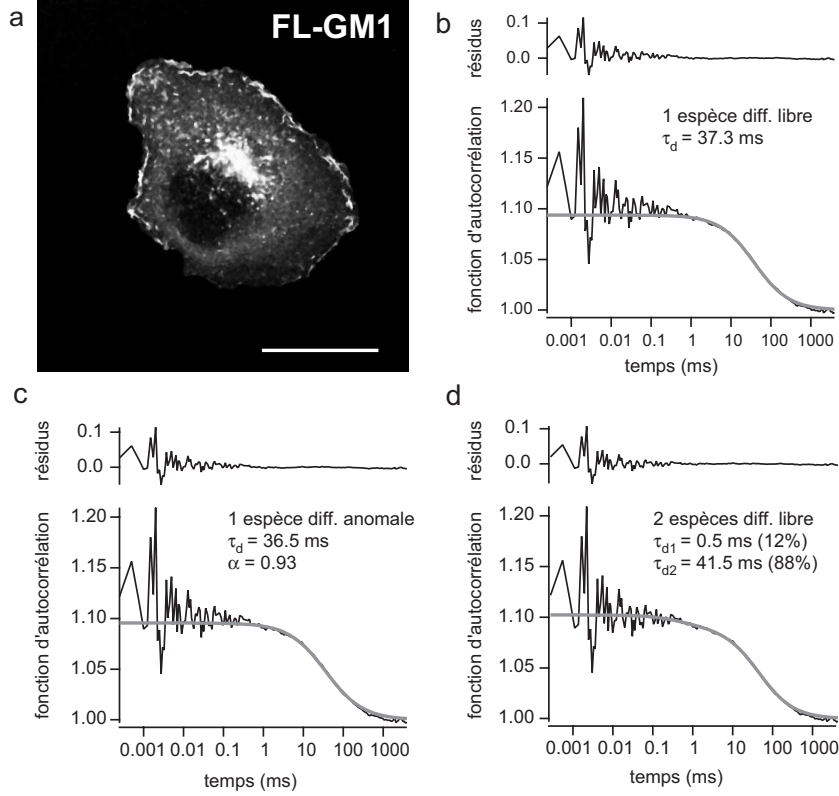 a
FL-GM1
b
résidus
0.1
0.0
fonction d'autocorrélation
1.20
1.15
1.10
1.05
1.00
1 espèce diff. libre
τd = 37.3 ms
0.001 0.01 0.1 1 10 100 1000
temps (ms)
c
résidus
0.1
0.0
fonction d'autocorrélation
1.20
1.15
1.10
1.05
1.00
1 espèce diff. anomale
τd = 36.5 ms
α = 0.93
0.001 0.01 0.1 1 10 100 1000
temps (ms)
d
résidus
0.1
0.0
fonction d'autocorrélation
1.20
1.15
1.10
1.05
1.00
2 espèces diff. libre
τd1 = 0.5 ms (12%)
τd2 = 41.5 ms (88%)
0.001 0.01 0.1 1 10 100 1000
temps (ms)